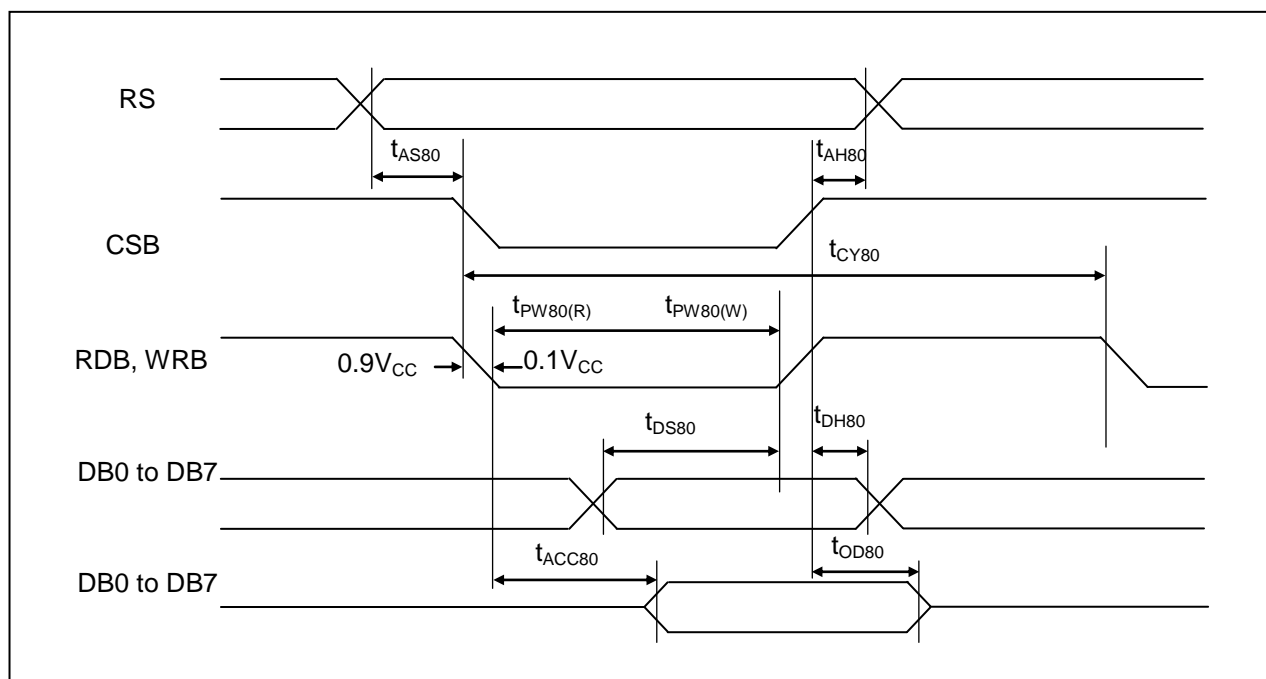 RS
tAS80
tAH80
CSB
tCY80
tPW80(R)
tPW80(W)
RDB, WRB
0.9VCC
0.1VCC
tDS80
tDH80
DB0 to DB7
tACC80
tOD80
DB0 to DB7